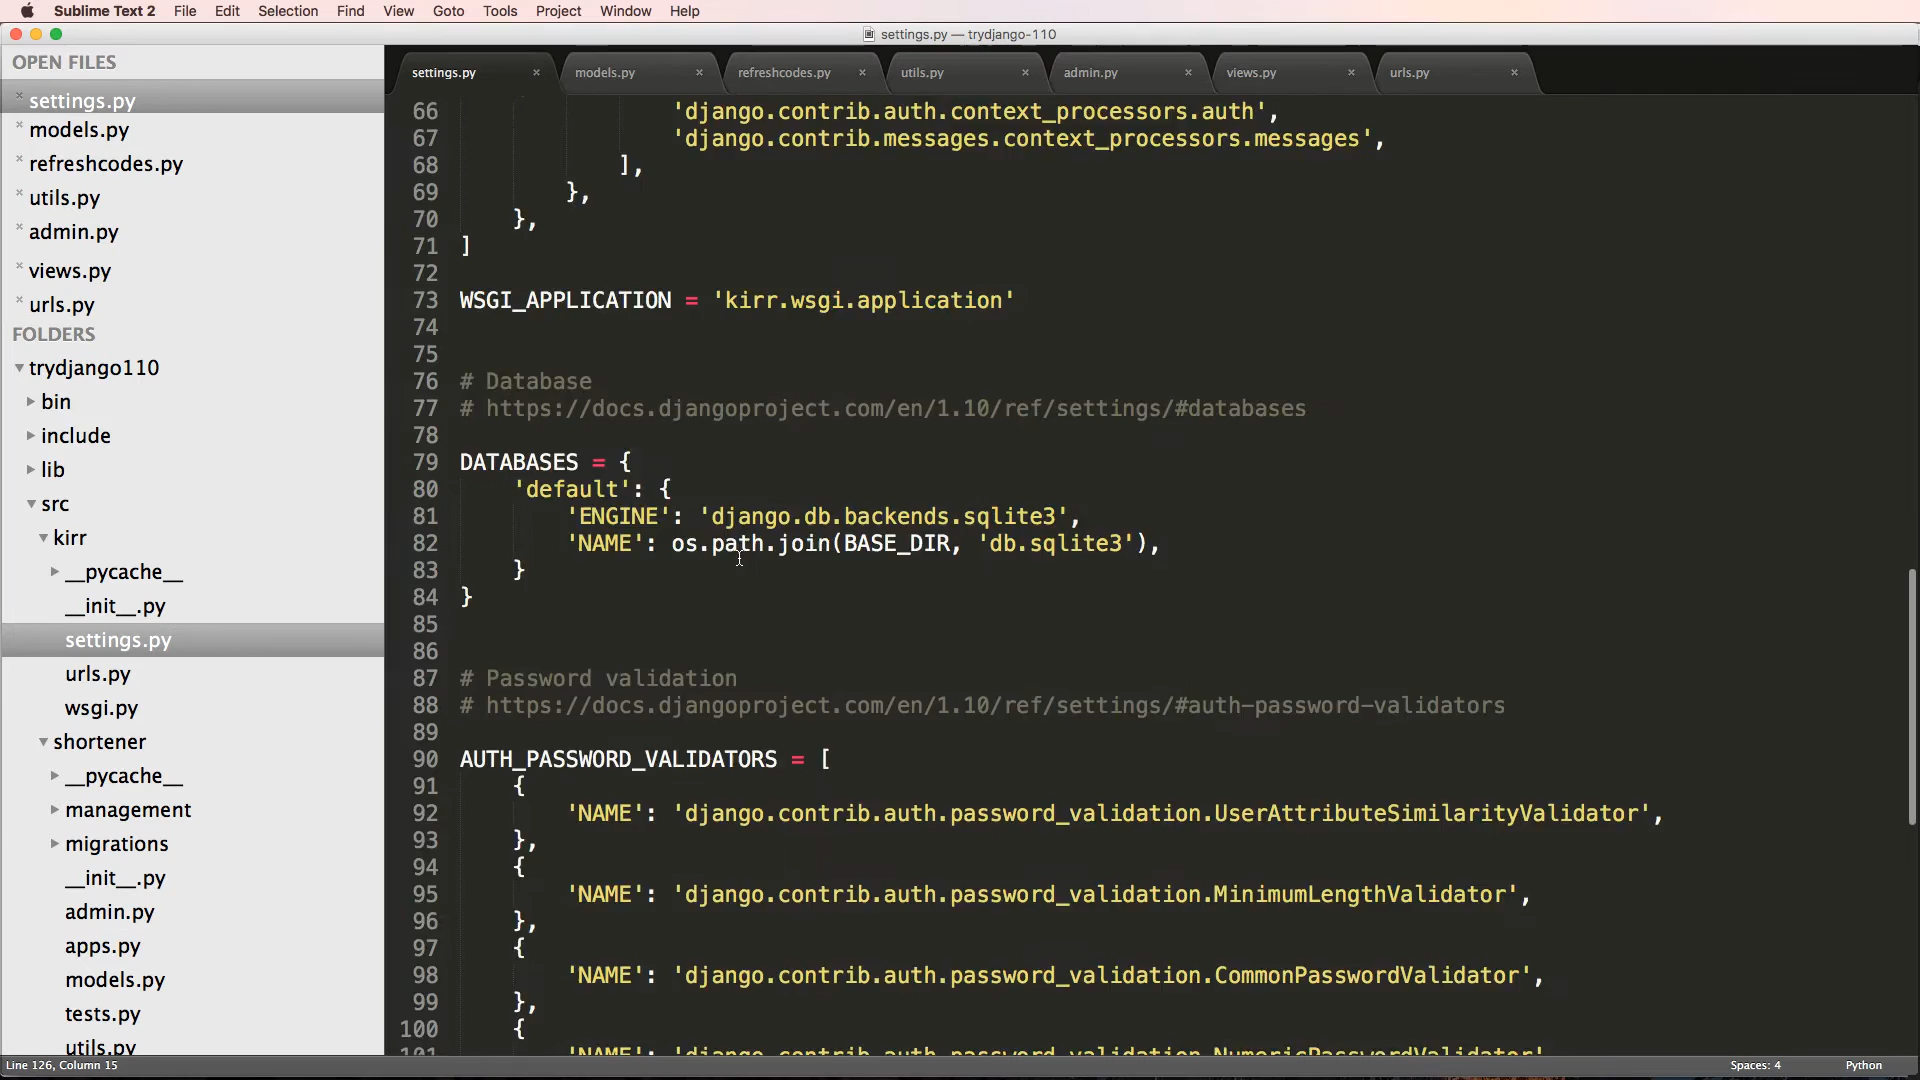 Sublime Text 2 File Edit Selection Find View Goto Tools Project Window Help
settings.py — trydjango-110
OPEN FILES
settings.py
models.py
refreshcodes.py
utils.py
admin.py
views.py
urls.py
FOLDERS
trydjango110
bin
include
lib
src
kirr
__pycache__
__init__.py
settings.py
urls.py
wsgi.py
shortener
__pycache__
management
migrations
__init__.py
admin.py
apps.py
models.py
tests.py
utils.py
settings.py models.py refreshcodes.py utils.py admin.py views.py urls.py
66 'django.contrib.auth.context_processors.auth',
67 'django.contrib.messages.context_processors.messages',
68 ],
69 },
70 },
71 ]
72
73 WSGI_APPLICATION = 'kirr.wsgi.application'
74
75
76 # Database
77 # https://docs.djangoproject.com/en/1.10/ref/settings/#databases
78
79 DATABASES = {
80 'default': {
81 'ENGINE': 'django.db.backends.sqlite3',
82 'NAME': os.path.join(BASE_DIR, 'db.sqlite3'),
83 }
84 }
85
86
87 # Password validation
88 # https://docs.djangoproject.com/en/1.10/ref/settings/#auth-password-validators
89
90 AUTH_PASSWORD_VALIDATORS = [
91 {
92 'NAME': 'django.contrib.auth.password_validation.UserAttributeSimilarityValidator',
93 },
94 {
95 'NAME': 'django.contrib.auth.password_validation.MinimumLengthValidator',
96 },
97 {
98 'NAME': 'django.contrib.auth.password_validation.CommonPasswordValidator',
99 },
100 {
101 'NAME': 'django.contrib.auth.password_validation.NumericPasswordValidator'
Line 126, Column 15 Spaces: 4 Python